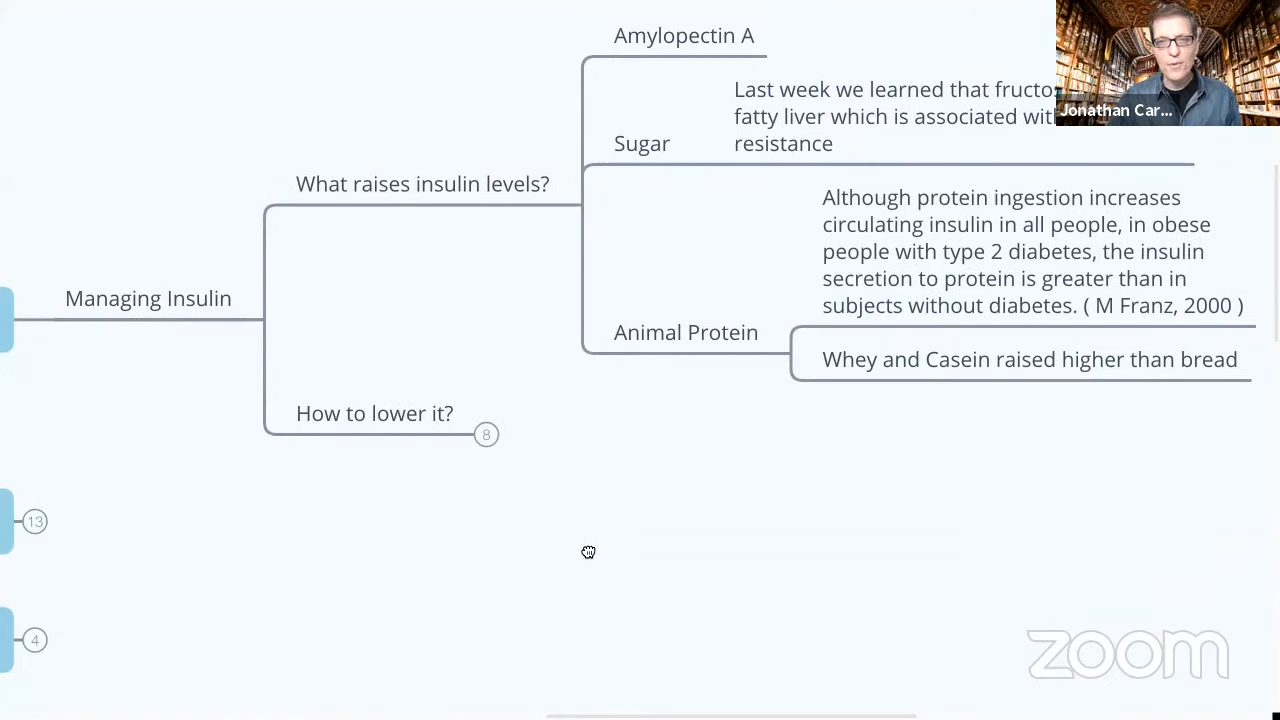 Amylopectin A
Last week we learned that
fatty liver which is associated
resistance
Sugar
What raises insulin levels?
Although protein ingestion increases
circulating insulin in all people, in obese
people with type 2 diabetes, the insulin
secretion to protein is greater than in
subjects without diabetes. ( M Franz, 2000 )
Managing Insulin
Animal Protein
Whey and Casein raised higher than bread
How to lower it?
8
13
4
Jonathan Car...
zoom